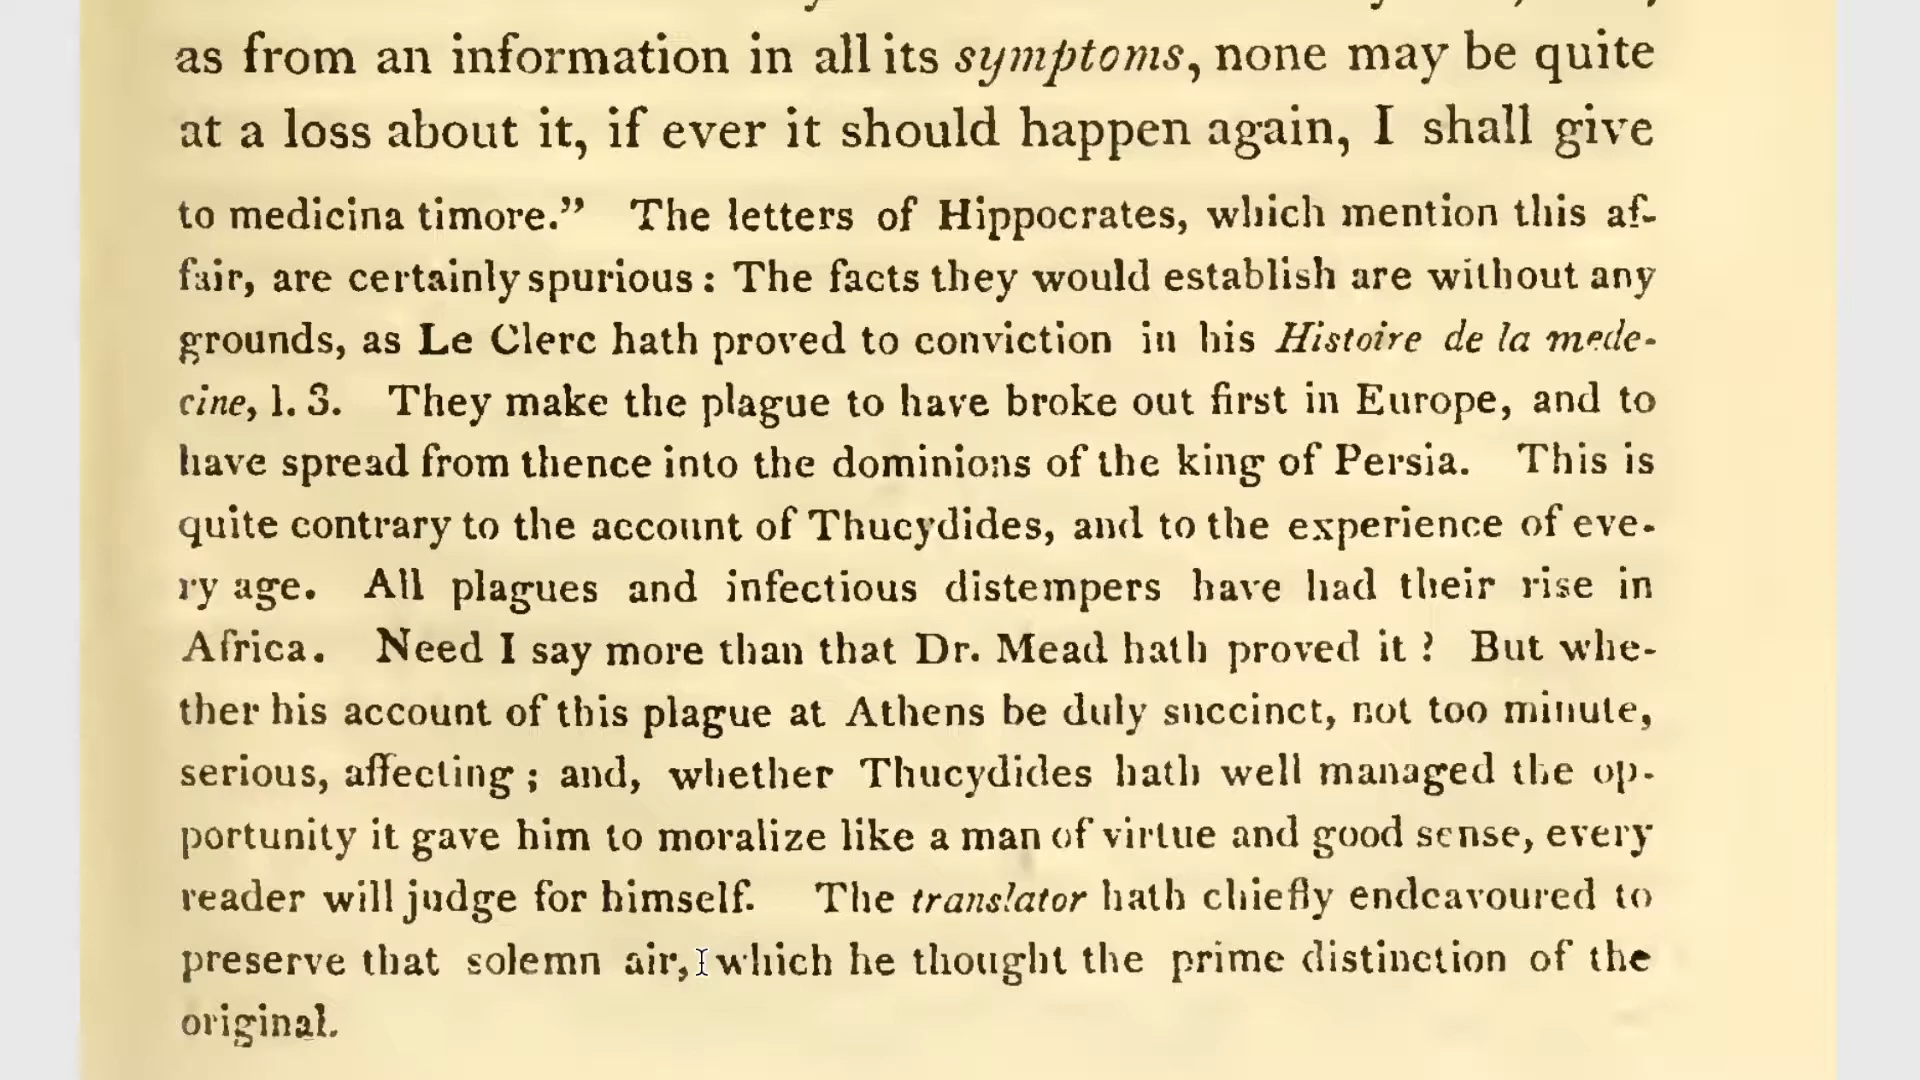 as from an information in all its symptoms, none may be quite
at a loss about it, if ever it should happen again, I shall give
to medicina timore.” The letters of Hippocrates, which mention this af-
fair, are certainly spurious: The facts they would establish are without any
grounds, as Le Clerc hath proved to conviction in his Histoire de la mede-
cine, l. 3. They make the plague to have broke out first in Europe, and to
have spread from thence into the dominions of the king of Persia. This is
quite contrary to the account of Thucydides, and to the experience of eve-
ry age. All plagues and infectious distempers have had their rise in
Africa. Need I say more than that Dr. Mead hath proved it? But whe-
ther his account of this plague at Athens be duly succinct, not too minute,
serious, affecting; and, whether Thucydides hath well managed the op-
portunity it gave him to moralize like a man of virtue and good sense, every
reader will judge for himself. The translator hath chiefly endeavoured to
preserve that solemn air, which he thought the prime distinction of the
original.